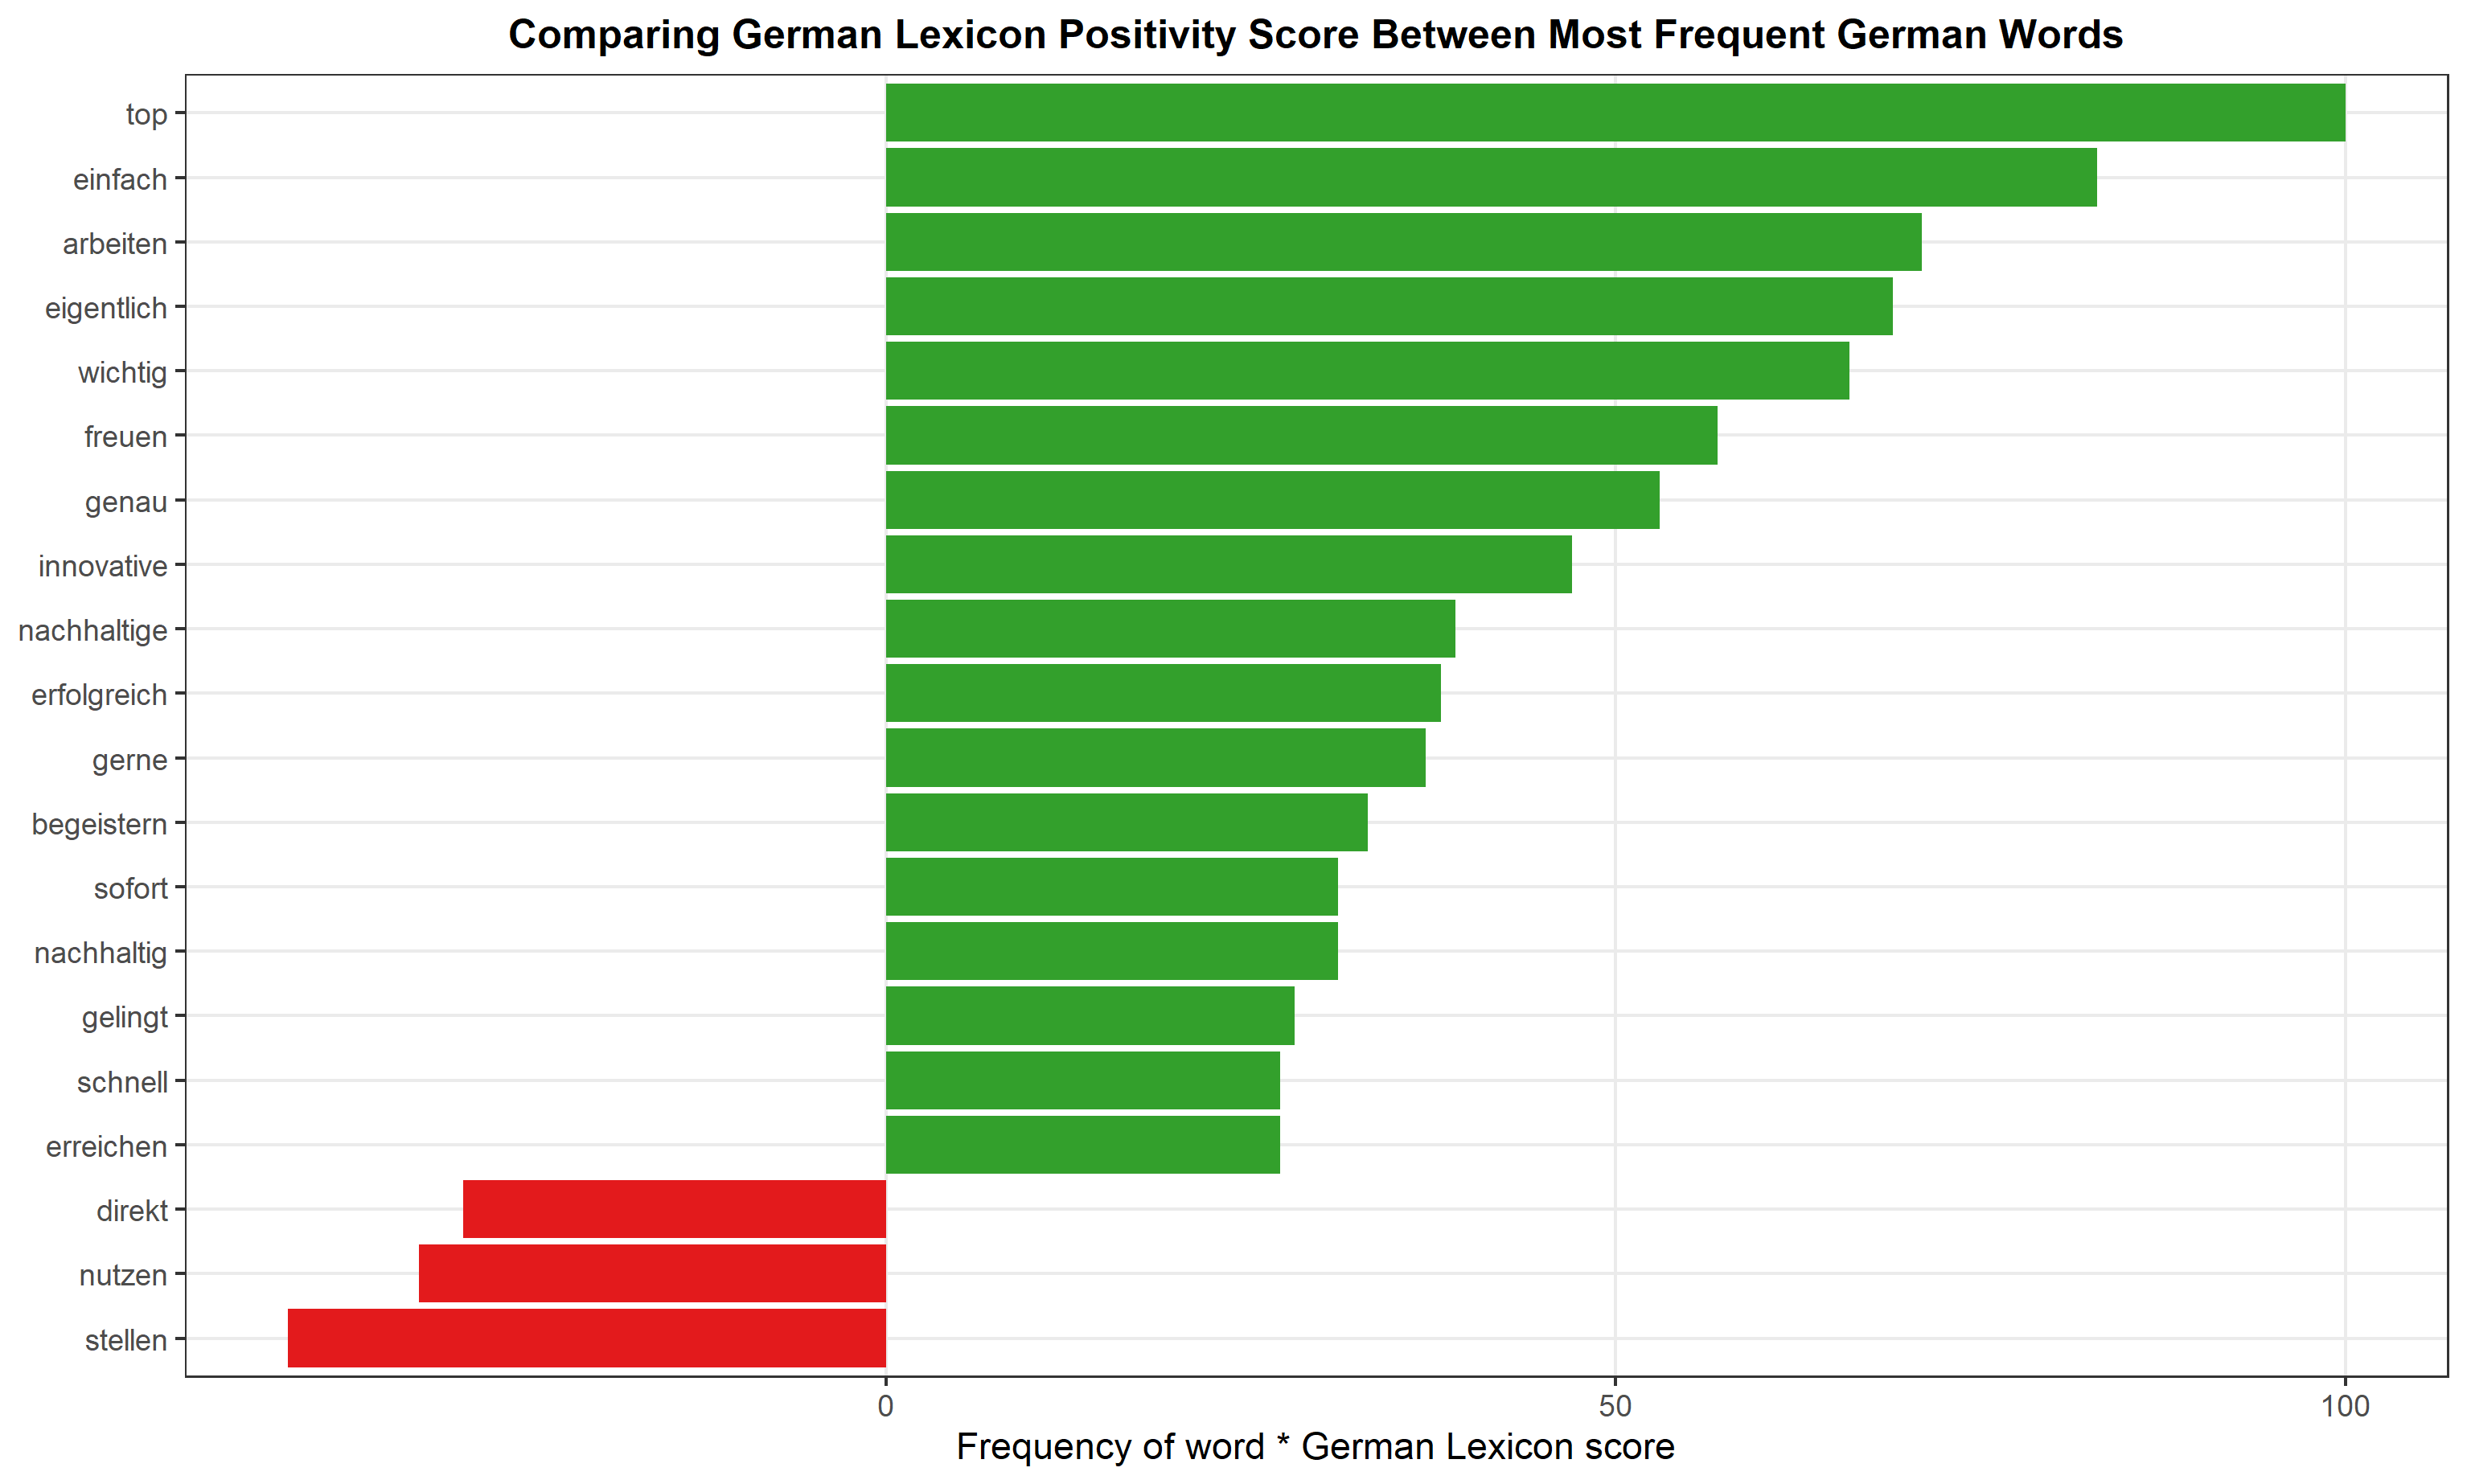 Comparing German Lexicon Positivity Score Between Most Frequent German Words
top
einfach
arbeiten
eigentlich
wichtig
freuen
genau
innovative
nachhaltige
erfolgreich
gerne
begeistern
sofort
nachhaltig
gelingt
schnell
erreichen
direkt
nutzen
stellen
0 50 100
Frequency of word * German Lexicon score